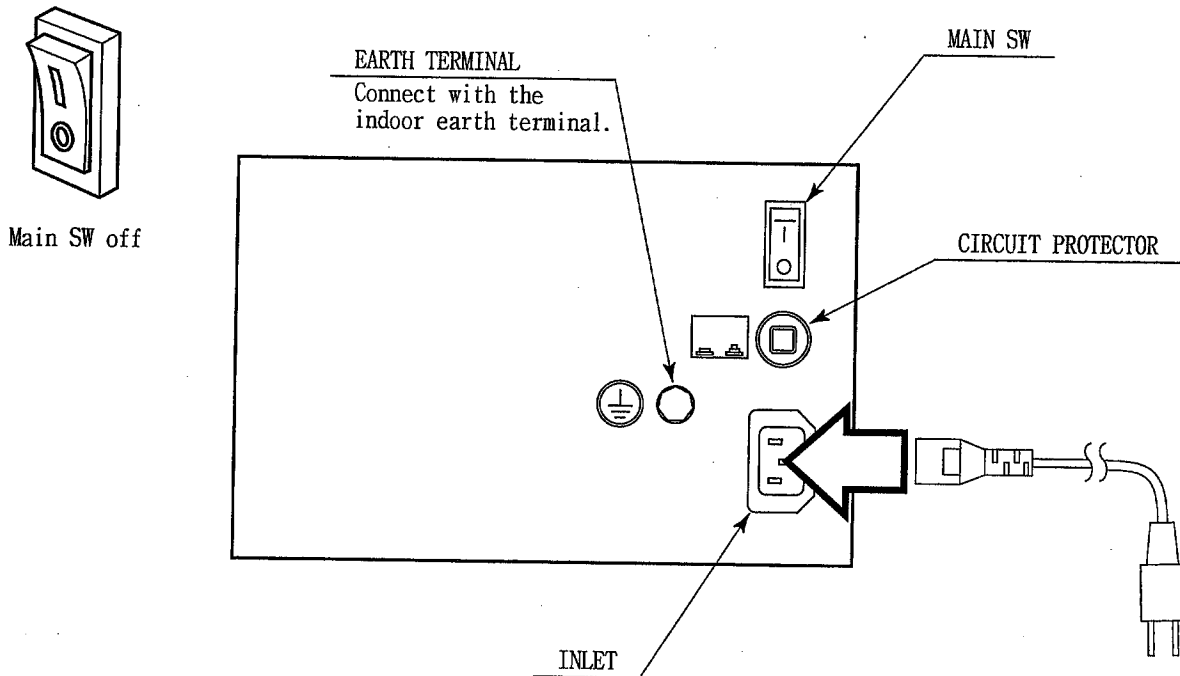 MAIN SW
EARTH TERMINAL
Connect with the
indoor earth terminal.
Main SW off
CIRCUIT PROTECTOR
INLET